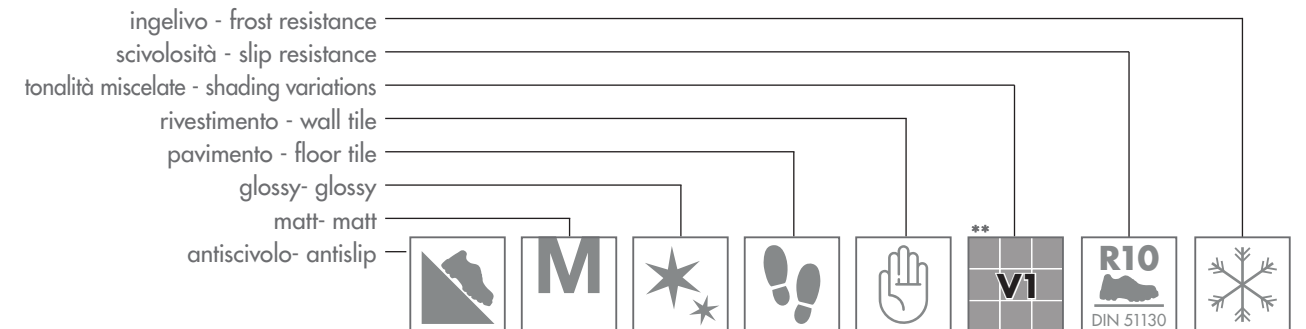 ingelivo - frost resistance
scivolosità - slip resistance
tonalità miscelate - shading variations
rivestimento - wall tile
pavimento - floor tile
glossy- glossy
matt- matt
antiscivolo- antislip
M
**
V1
R10
DIN 51130